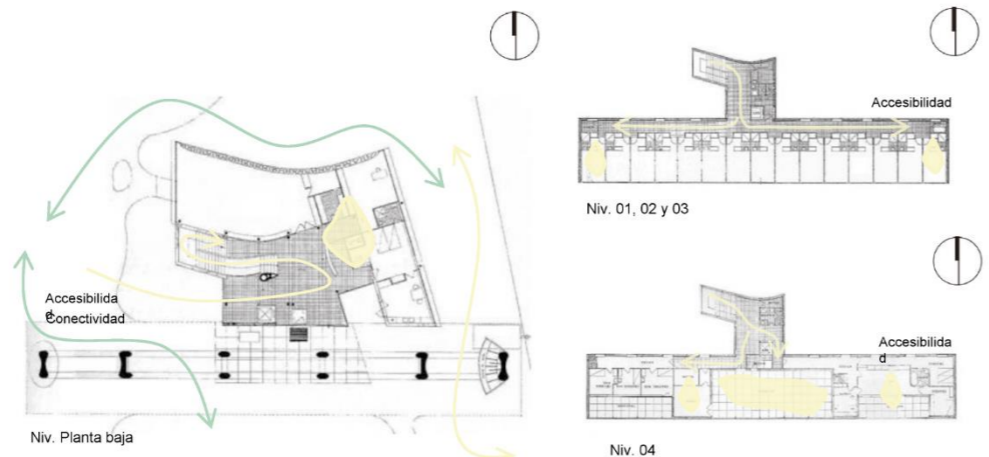 Accesibilida
d
Conectividad
Niv. Planta baja
Accesibilidad
Niv. 01, 02 y 03
Accesibilida
d
Niv. 04